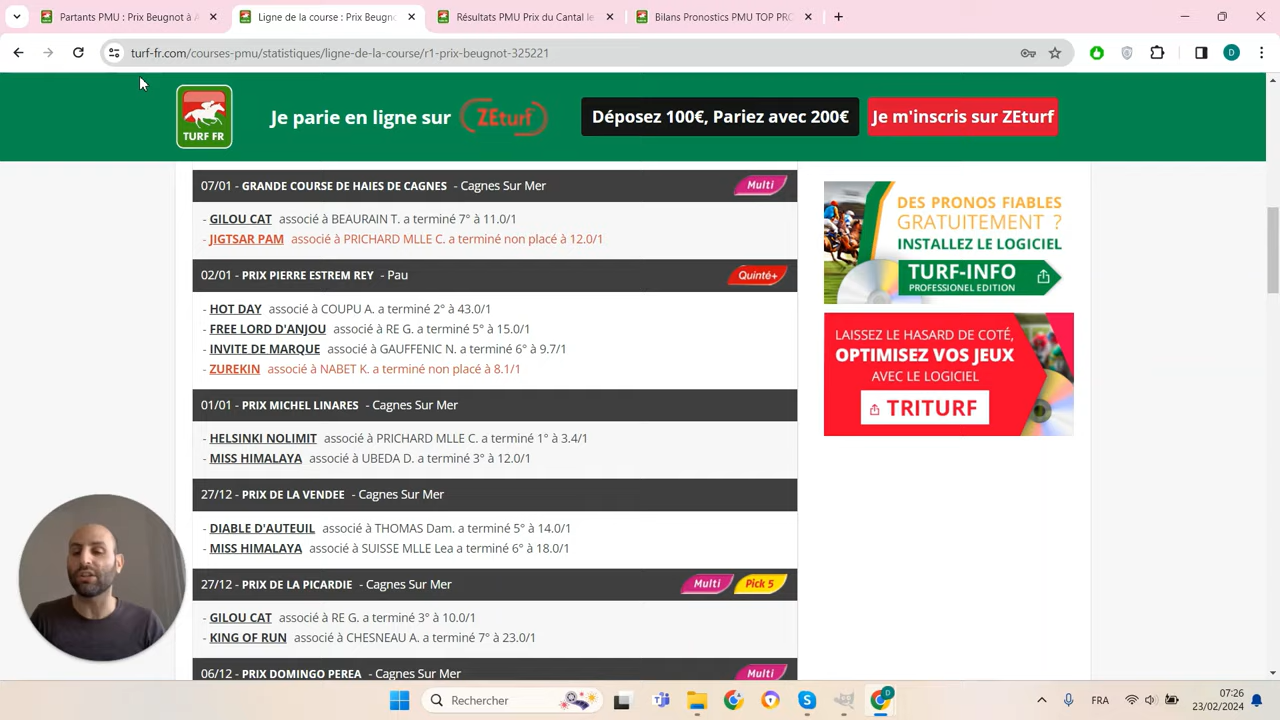 Partants PMU : Prix Beugnot à A
Ligne de la course : Prix Beugno
Résultats PMU Prix du Cantal le
Bilans Pronostics PMU TOP PRO
turf-fr.com/courses-pmu/statistiques/ligne-de-la-course/r1-prix-beugnot-325221
D
TURF FR
Je parie en ligne sur ZEturf
Déposez 100€, Pariez avec 200€
Je m'inscris sur ZEturf
07/01 - GRANDE COURSE DE HAIES DE CAGNES - Cagnes Sur Mer Multi
- GILOU CAT associé à BEAURAIN T. a terminé 7° à 11.0/1
- JIGTSAR PAM associé à PRICHARD MLLE C. a terminé non placé à 12.0/1
02/01 - PRIX PIERRE ESTREM REY - Pau Quinté+
- HOT DAY associé à COUPU A. a terminé 2° à 43.0/1
- FREE LORD D'ANJOU associé à RE G. a terminé 5° à 15.0/1
- INVITE DE MARQUE associé à GAUFFENIC N. a terminé 6° à 9.7/1
- ZUREKIN associé à NABET K. a terminé non placé à 8.1/1
01/01 - PRIX MICHEL LINARES - Cagnes Sur Mer
- HELSINKI NOLIMIT associé à PRICHARD MLLE C. a terminé 1° à 3.4/1
- MISS HIMALAYA associé à UBEDA D. a terminé 3° à 12.0/1
27/12 - PRIX DE LA VENDEE - Cagnes Sur Mer
- DIABLE D'AUTEUIL associé à THOMAS Dam. a terminé 5° à 14.0/1
- MISS HIMALAYA associé à SUISSE MLLE Lea a terminé 6° à 18.0/1
27/12 - PRIX DE LA PICARDIE - Cagnes Sur Mer Multi Pick 5
- GILOU CAT associé à RE G. a terminé 3° à 10.0/1
- KING OF RUN associé à CHESNEAU A. a terminé 7° à 23.0/1
06/12 - PRIX DOMINGO PEREA - Cagnes Sur Mer Multi
DES PRONOS FIABLES
GRATUITEMENT ?
INSTALLEZ LE LOGICIEL
TURF-INFO
PROFESIONEL EDITION
LAISSEZ LE HASARD DE COTÉ,
OPTIMISEZ VOS JEUX
AVEC LE LOGICIEL
TRITURF
Rechercher
FRA
07:26
23/02/2024